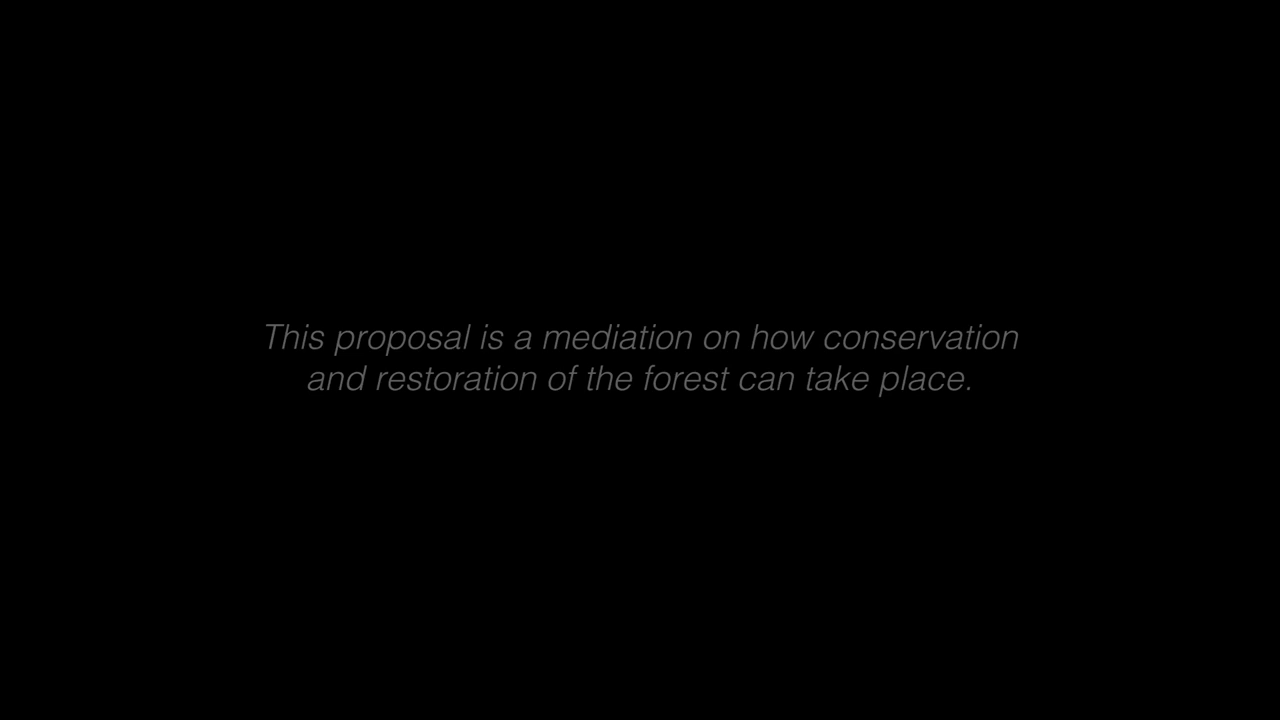 This proposal is a mediation on how conservation
and restoration of the forest can take place.